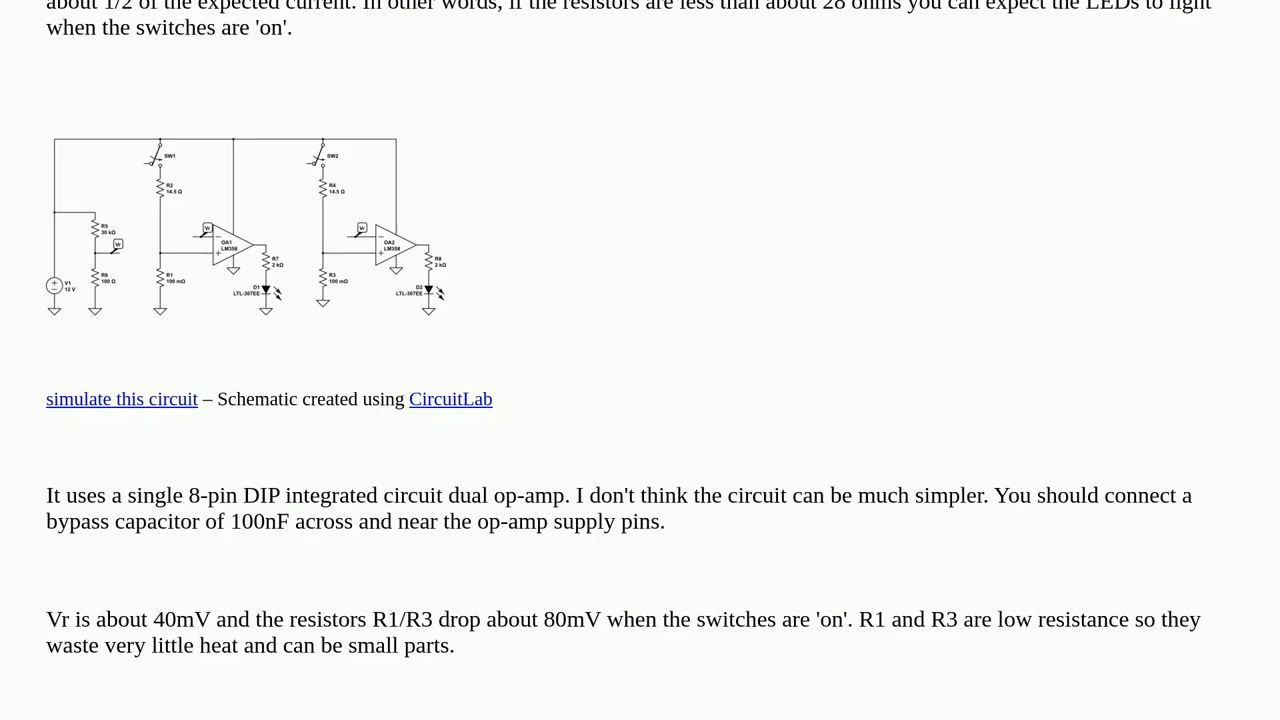 about 1/2 of the expected current. In other words, if the resistors are less than about 28 ohms you can expect the LEDs to light
when the switches are 'on'.
SW1
SW2
R2
14.5 Ω
R4
14.5 Ω
R5
30 kΩ
Vr
Vr
Vr
OA1
LM358
OA2
LM358
R7
2 kΩ
R8
2 kΩ
V1
12 V
R6
100 Ω
R1
100 mΩ
R3
100 mΩ
D1
LTL-307EE
D2
LTL-307EE
simulate this circuit – Schematic created using CircuitLab
It uses a single 8-pin DIP integrated circuit dual op-amp. I don't think the circuit can be much simpler. You should connect a
bypass capacitor of 100nF across and near the op-amp supply pins.
Vr is about 40mV and the resistors R1/R3 drop about 80mV when the switches are 'on'. R1 and R3 are low resistance so they
waste very little heat and can be small parts.